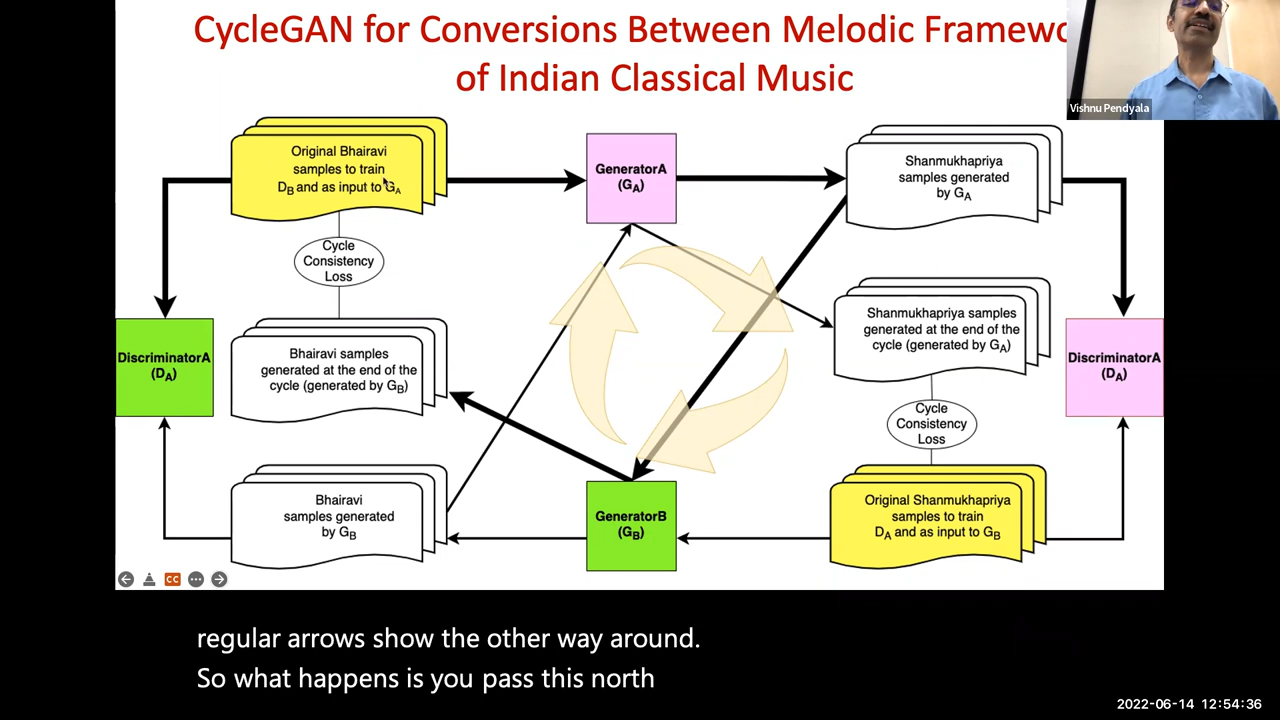 CycleGAN for Conversions Between Melodic Framewo
of Indian Classical Music
Vishnu Pendyala
Original Bhairavi
samples to train
DB and as input to GA
GeneratorA
(GA)
Shanmukhapriya
samples generated
by GA
Cycle
Consistency
Loss
DiscriminatorA
(DA)
Bhairavi samples
generated at the end of the
cycle (generated by GB)
Shanmukhapriya samples
generated at the end of the
cycle (generated by GA)
DiscriminatorA
(DA)
Cycle
Consistency
Loss
Bhairavi
samples generated
by GB
GeneratorB
(GB)
Original Shanmukhapriya
samples to train
DA and as input to GB
CC
regular arrows show the other way around.
So what happens is you pass this north
2022-06-14 12:54:36